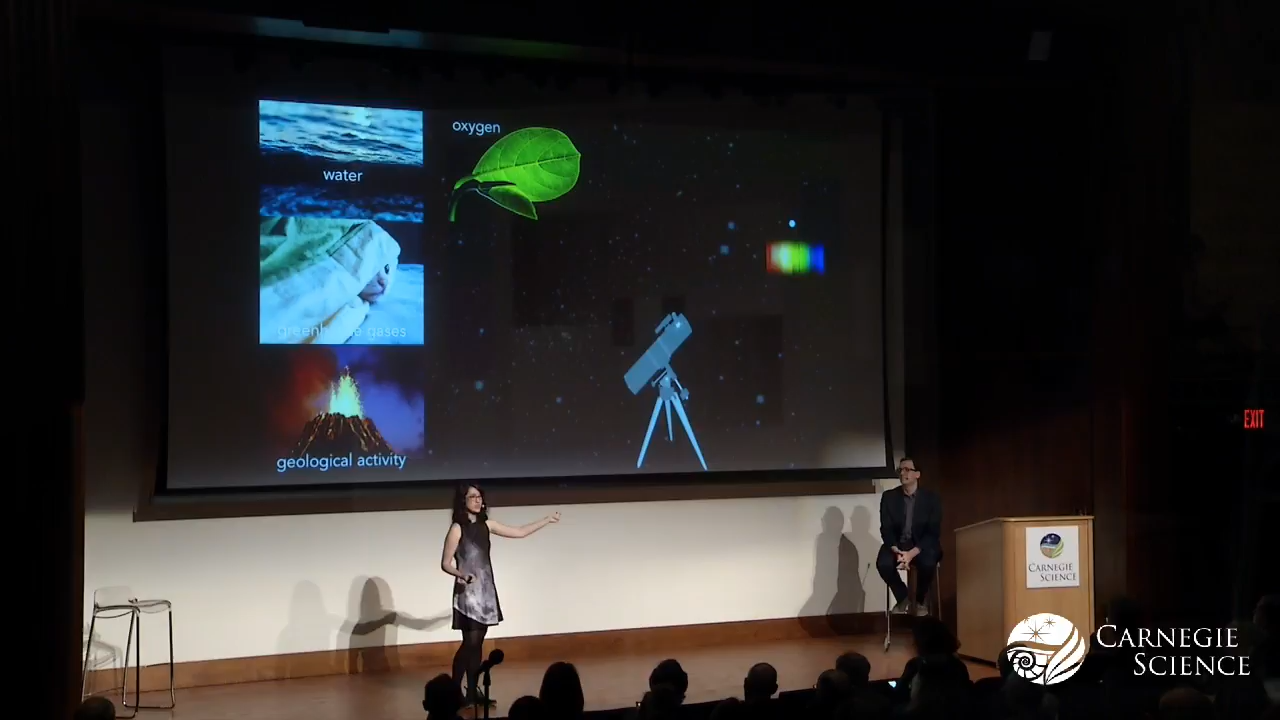 oxygen
water
greenhouse gases
geological activity
EXIT
CARNEGIE
SCIENCE
CARNEGIE
SCIENCE